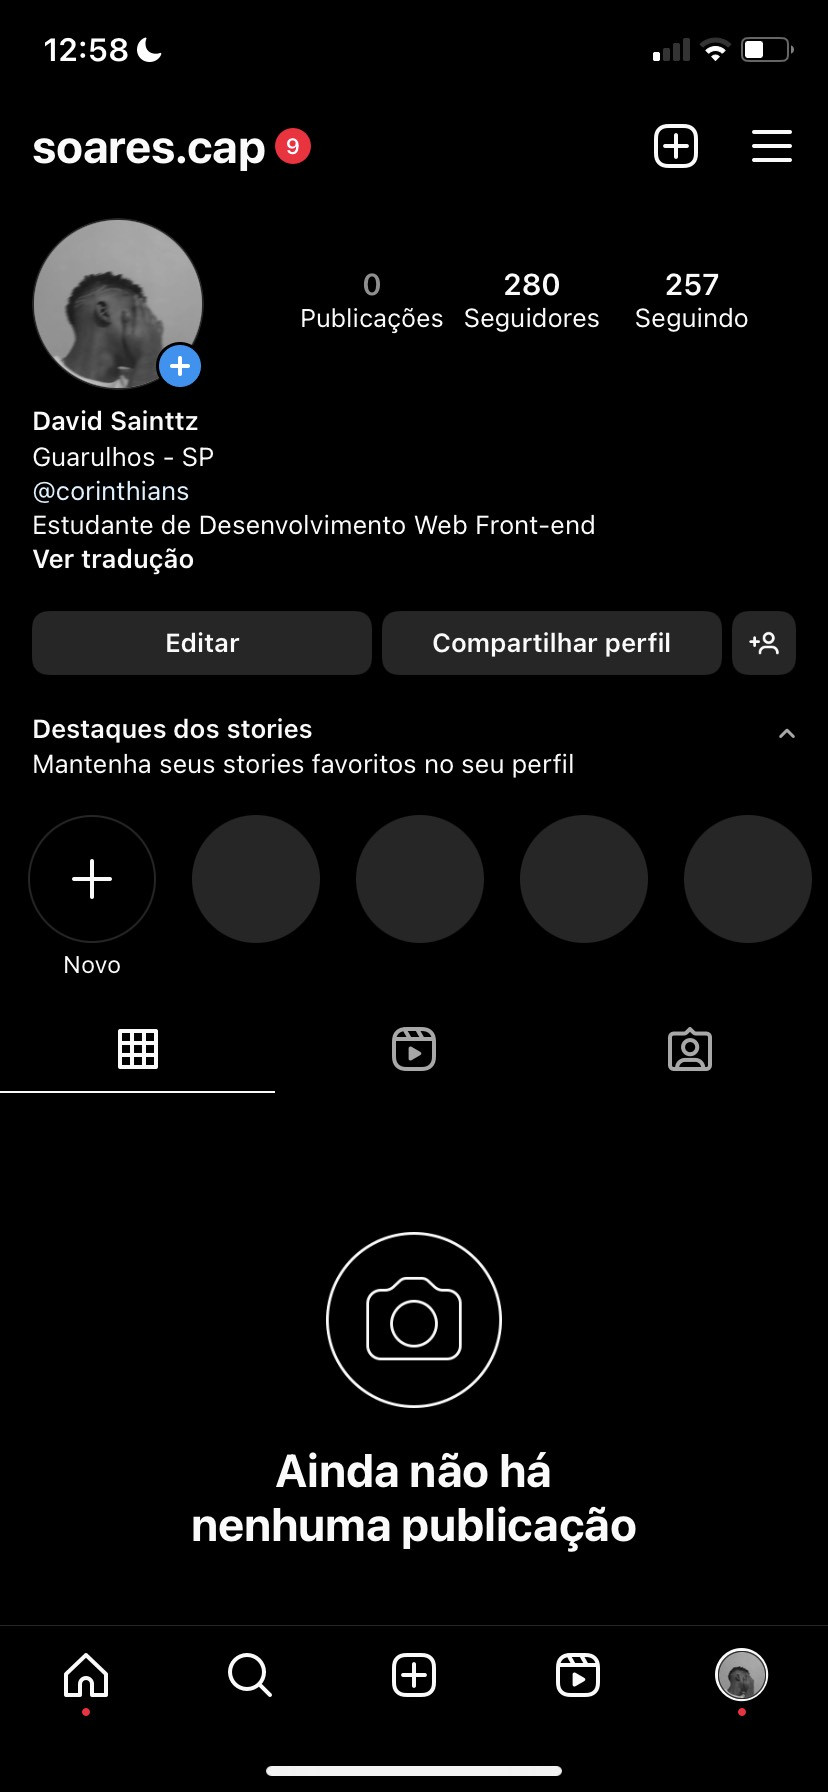 12:58
soares.cap 9
0 280 257
Publicações Seguidores Seguindo
David Sainttz
Guarulhos - SP
@corinthians
Estudante de Desenvolvimento Web Front-end
Ver tradução
Editar Compartilhar perfil
Destaques dos stories
Mantenha seus stories favoritos no seu perfil
Novo
Ainda não há
nenhuma publicação